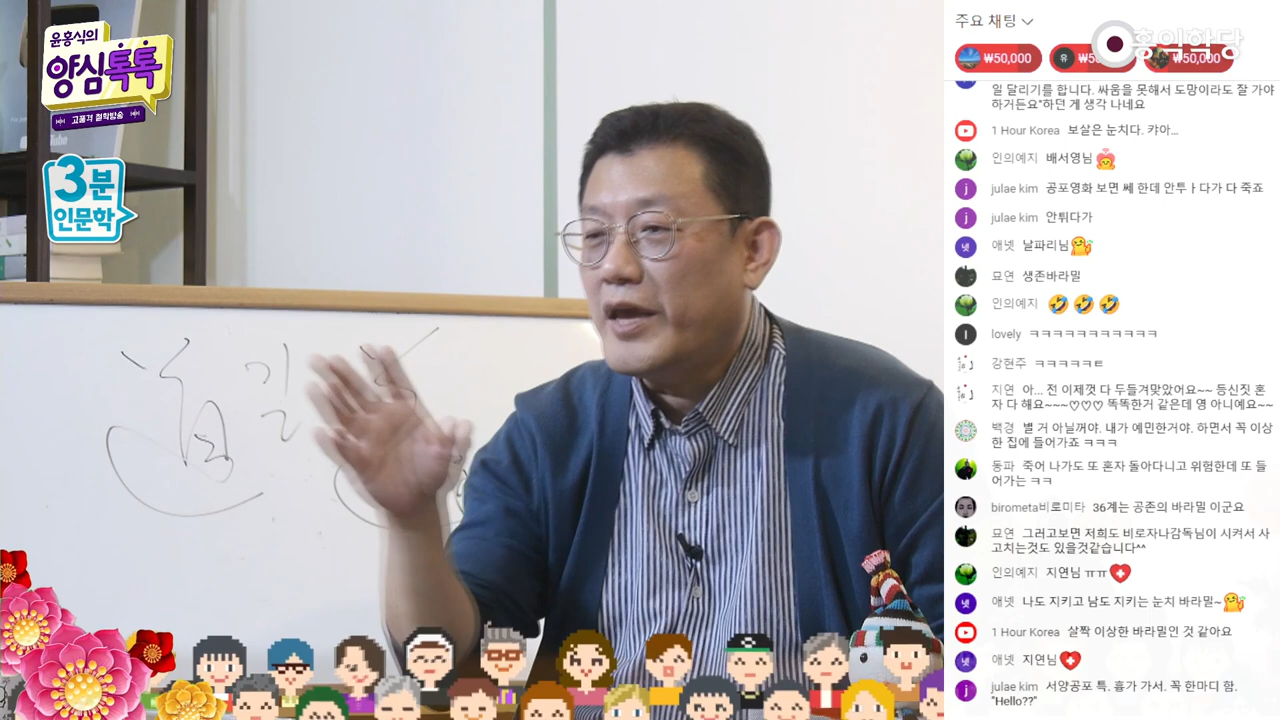 윤홍식의
양심톡톡
고품격 철학방송
3분
인문학
道 길
주요 채팅
홍익학당
₩50,000
₩50,000
일 달리기를 합니다. 싸움을 못해서 도망이라도 잘 가야
하거든요"하던 게 생각 나네요
1 Hour Korea 보살은 눈치다. 캬아...
인의예지 배서영님
julae kim 공포영화 보면 쎄 한데 안투ㅏ다가 다 죽죠
julae kim 안튀다가
애넷 날파리님
묘연 생존바라밀
인의예지 🤣🤣🤣
lovely ㅋㅋㅋㅋㅋㅋㅋㅋㅋㅋㅋ
강현주 ㅋㅋㅋㅋㅋㅌ
지연 아... 전 이제껏 다 두들겨맞았어요~~ 등신짓 혼
자 다 해요~~~♡♡♡ 똑똑한거 같은데 영 아니예요~~
백경 별 거 아닐꺼야. 내가 예민한거야. 하면서 꼭 이상
한 집에 들어가죠 ㅋㅋㅋ
동파 죽어 나가도 또 혼자 돌아다니고 위험한데 또 들
어가는 ㅋㅋ
birometa비로미타 36계는 공존의 바라밀 이군요
묘연 그러고보면 저희도 비로자나감독님이 시켜서 사
고치는것도 있을것같습니다^^
인의예지 지연님 ㅠㅠ
애넷 나도 지키고 남도 지키는 눈치 바라밀~
1 Hour Korea 살짝 이상한 바라밀인 것 같아요
애넷 지연님
julae kim 서양공포 특. 흉가 가서. 꼭 한마디 함.
"Hello??"